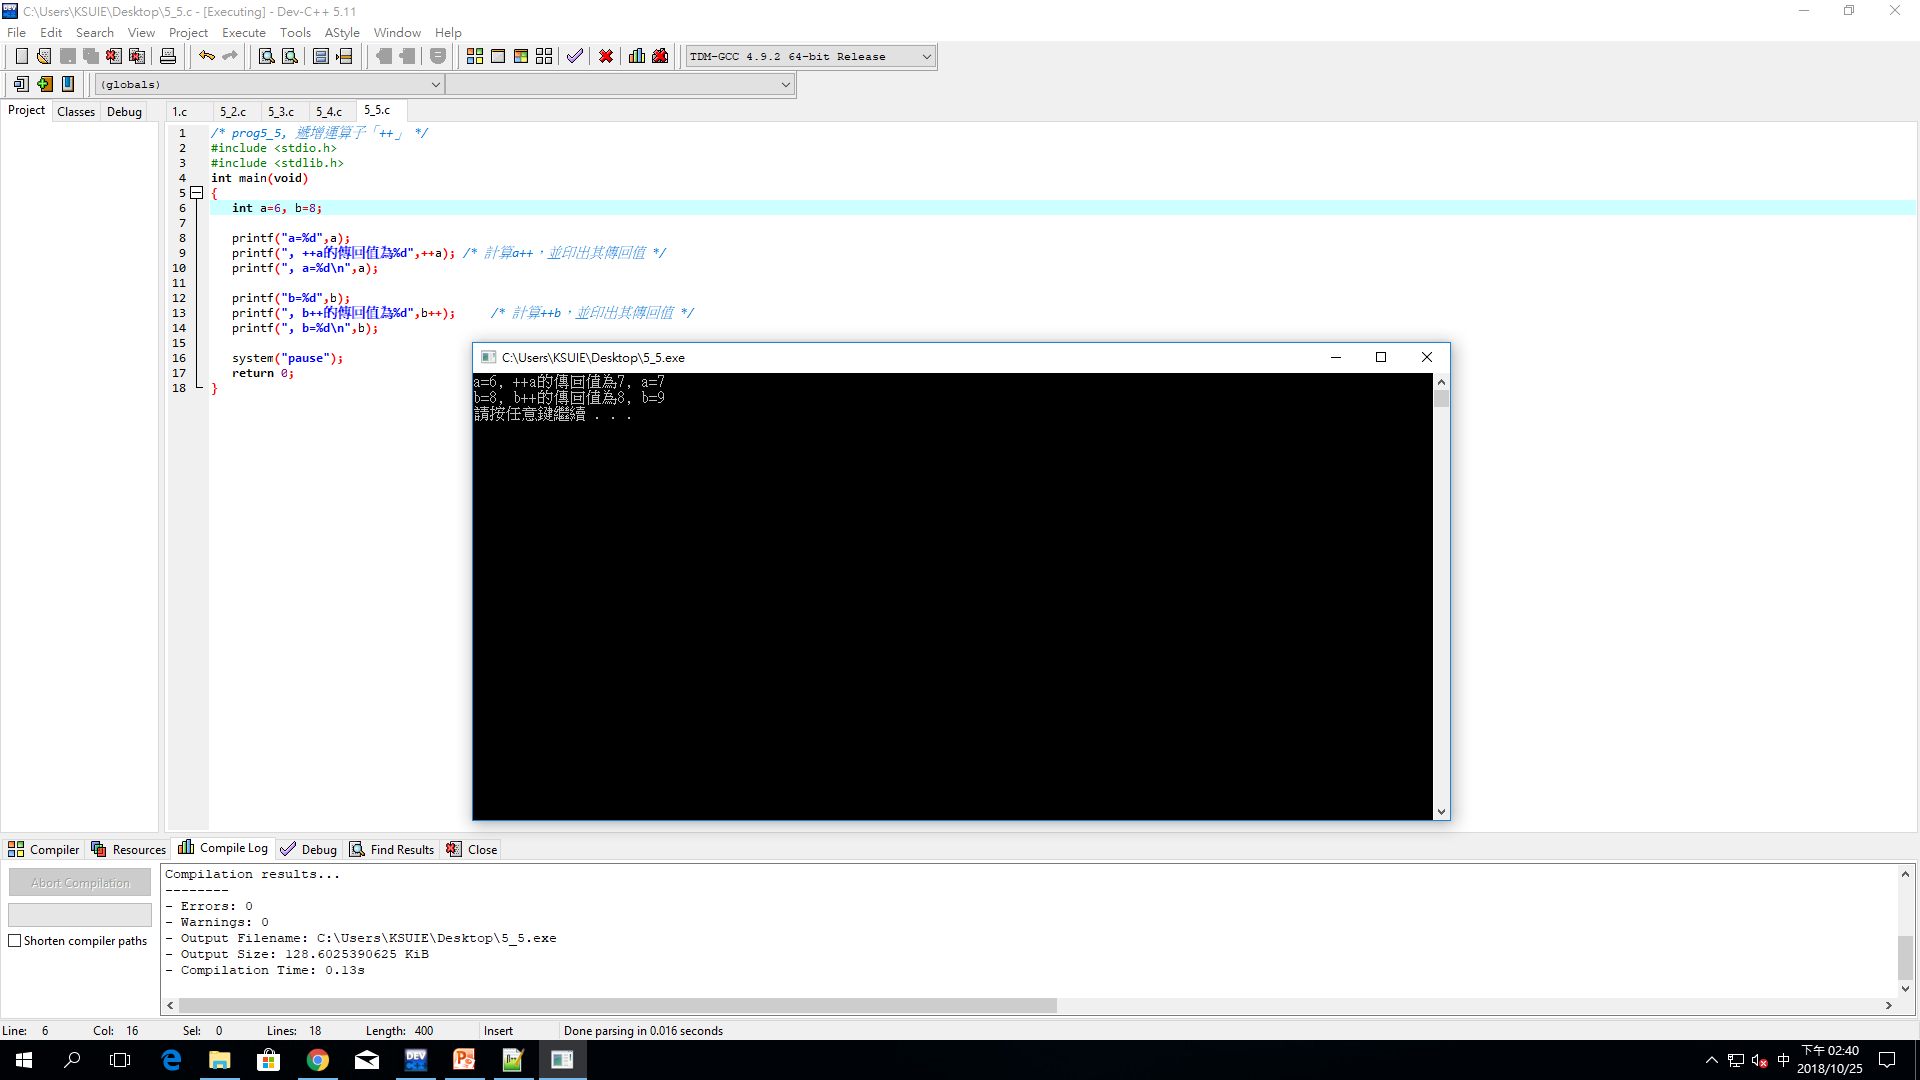 C:\Users\KSUIE\Desktop\5_5.c - [Executing] - Dev-C++ 5.11
File Edit Search View Project Execute Tools AStyle Window Help
TDM-GCC 4.9.2 64-bit Release
(globals)
Project Classes Debug
1.c 5_2.c 5_3.c 5_4.c 5_5.c
1 /* prog5_5, 遞增運算子「++」 */
2 #include <stdio.h>
3 #include <stdlib.h>
4 int main(void)
5 {
6 int a=6, b=8;
7
8 printf("a=%d",a);
9 printf(", ++a的傳回值為%d",++a); /* 計算a++，並印出其傳回值 */
10 printf(", a=%d\n",a);
11
12 printf("b=%d",b);
13 printf(", b++的傳回值為%d",b++); /* 計算++b，並印出其傳回值 */
14 printf(", b=%d\n",b);
15
16 system("pause");
17 return 0;
18 }
C:\Users\KSUIE\Desktop\5_5.exe
a=6, ++a的傳回值為7, a=7
b=8, b++的傳回值為8, b=9
請按任意鍵繼續 . . .
Compiler Resources Compile Log Debug Find Results Close
Abort Compilation
Shorten compiler paths
Compilation results...
--------
- Errors: 0
- Warnings: 0
- Output Filename: C:\Users\KSUIE\Desktop\5_5.exe
- Output Size: 128.6025390625 KiB
- Compilation Time: 0.13s
Line: 6 Col: 16 Sel: 0 Lines: 18 Length: 400 Insert Done parsing in 0.016 seconds
中
下午 02:40
2018/10/25